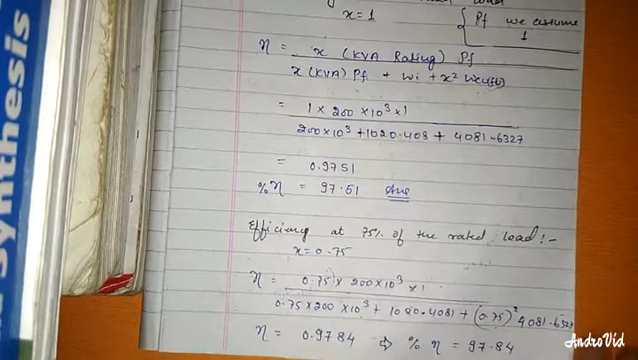 x = 1
{ Pf we assume
1
η = x (KVA Rating) Pf
x (KVA) Pf + Wi + x² Wcu(fl)
= 1 × 200 × 10³ × 1
200 × 10³ + 1020.408 + 4081.6327
= 0.9751
% η = 97.51 Ans
Efficiency at 75% of the rated load :-
x = 0.75
η = 0.75 × 200 × 10³ × 1
0.75 × 200 × 10³ + 1020.4081 + (0.75)² 4081.6327
η = 0.9784 ⇒ % η = 97.84
Synthesis
AndroVid